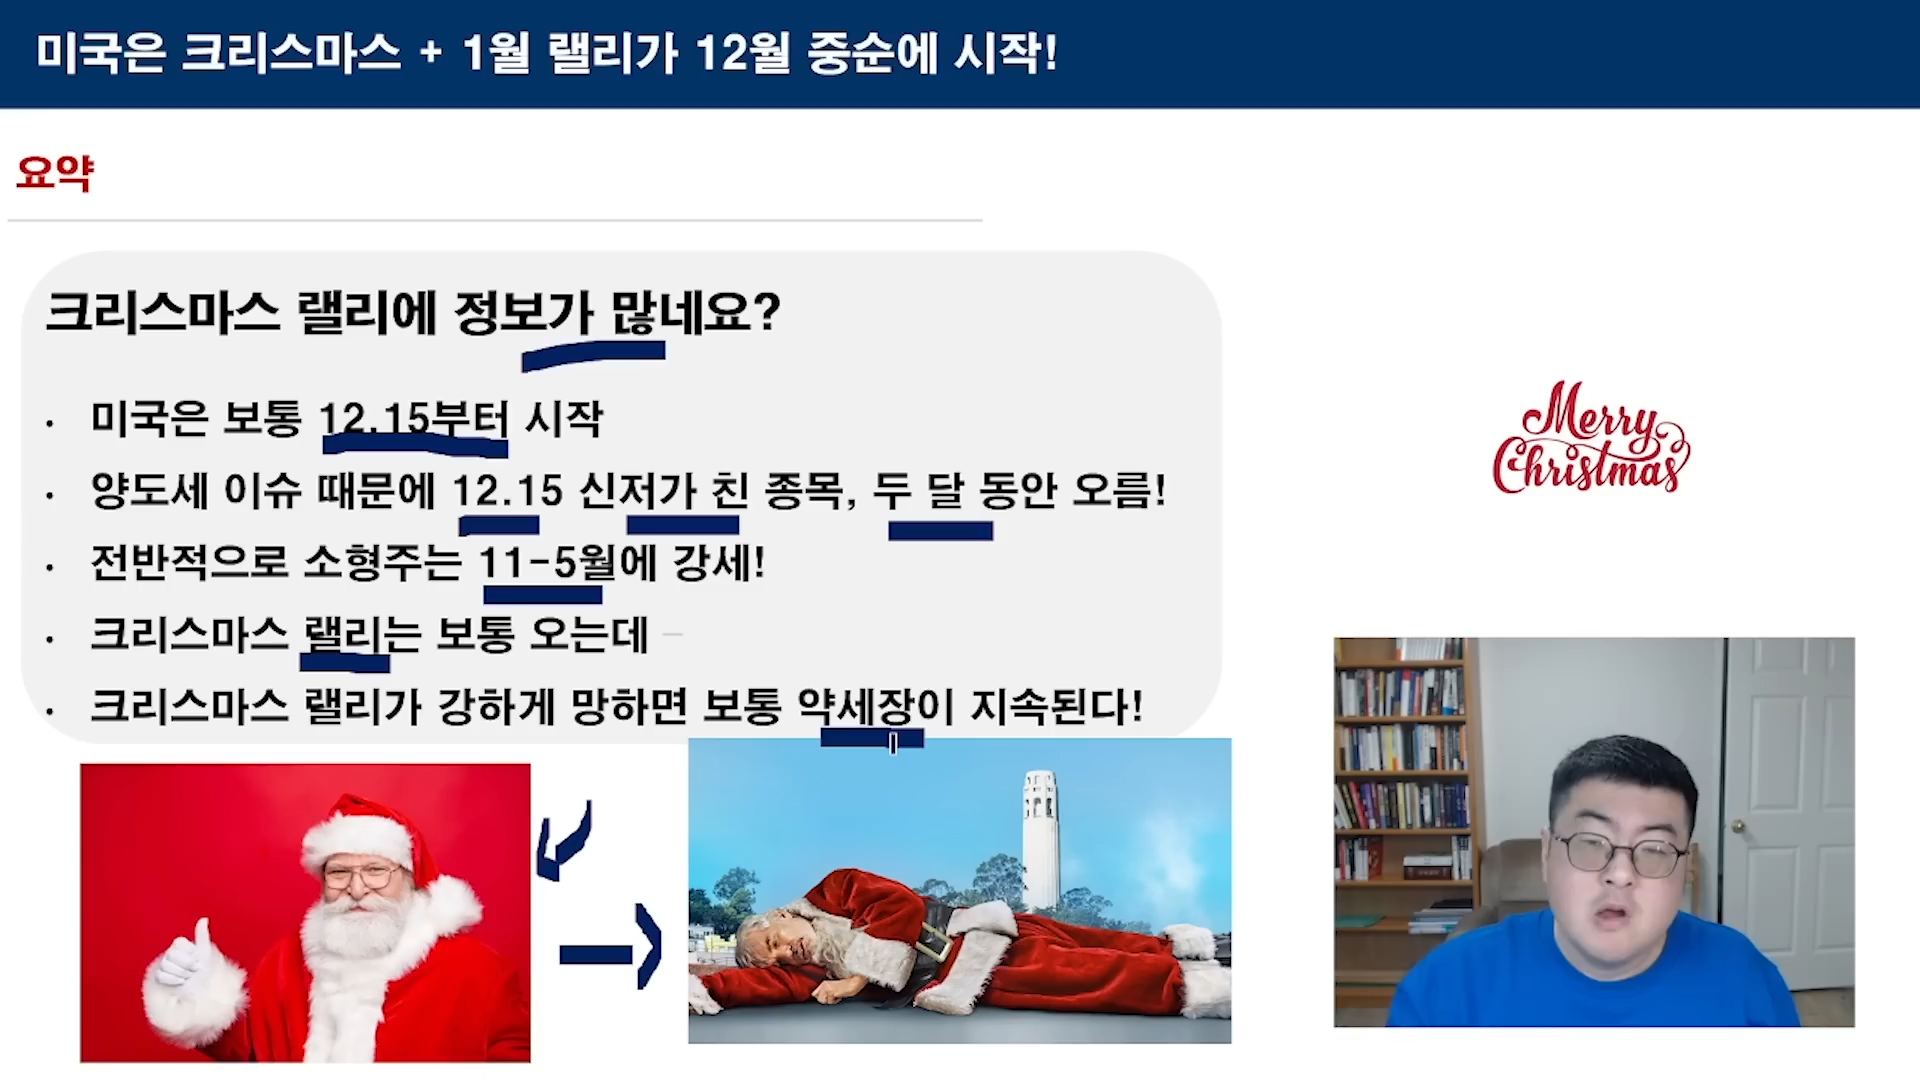 미국은 크리스마스 + 1월 랠리가 12월 중순에 시작!
요약
크리스마스 랠리에 정보가 많네요?
· 미국은 보통 12.15부터 시작
· 양도세 이슈 때문에 12.15 신저가 친 종목, 두 달 동안 오름!
· 전반적으로 소형주는 11-5월에 강세!
· 크리스마스 랠리는 보통 오는데 –
· 크리스마스 랠리가 강하게 망하면 보통 약세장이 지속된다!
Merry
Christmas